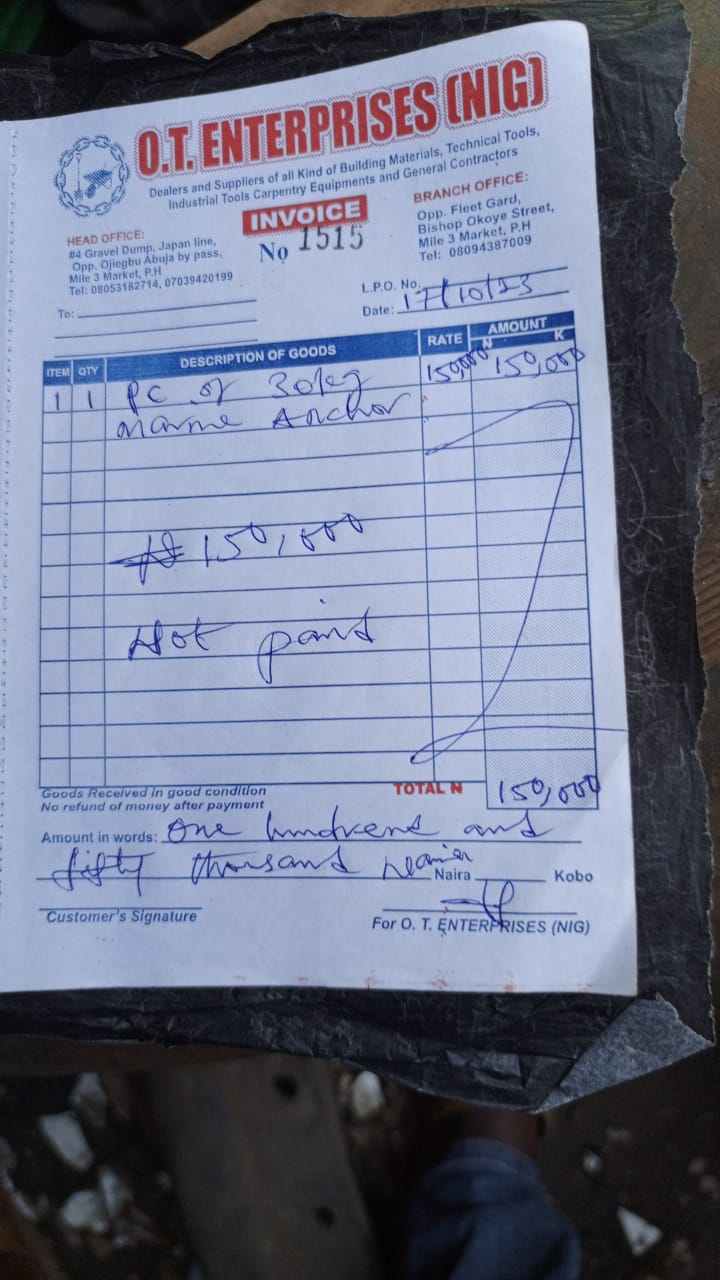 O.T. ENTERPRISES (NIG)
Dealers and Suppliers of all Kind of Building Materials, Technical Tools,
Industrial Tools Carpentry Equipments and General Contractors
HEAD OFFICE:
#4 Gravel Dump, Japan line,
Opp. Ojiegbu Abuja by pass,
Mile 3 Market, P.H
Tel: 08053182714, 07039420199
INVOICE
No 1515
BRANCH OFFICE:
Opp. Fleet Gard,
Bishop Okoye Street,
Mile 3 Market, P.H
Tel: 08094387009
To:
L.P.O. No.
Date: 17/10/23
ITEM QTY DESCRIPTION OF GOODS RATE AMOUNT
N K
1 1 pc of 30kg 150,000 150,000
marine Anchor
₦ 150,000
Not paid
Goods Received in good condition
No refund of money after payment
TOTAL N 150,000
Amount in words: One hundred and
fifty thousand Naira Kobo
Customer's Signature
For O. T. ENTERPRISES (NIG)